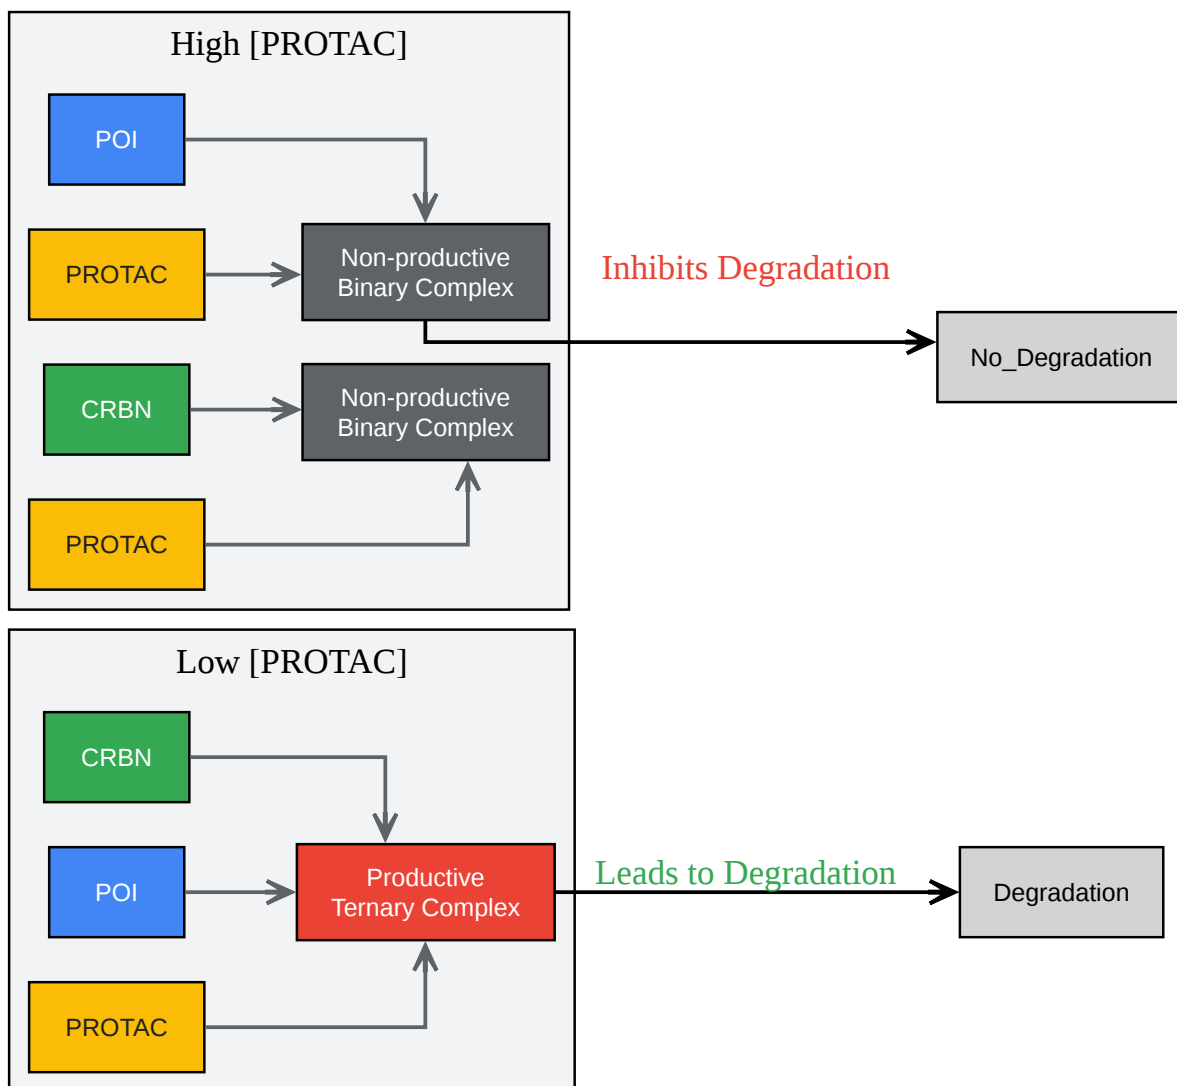 High [PROTAC]
POI
PROTAC
Non-productive
Binary Complex
Inhibits Degradation
No_Degradation
CRBN
Non-productive
Binary Complex
PROTAC
Low [PROTAC]
CRBN
POI
Productive
Ternary Complex
Leads to Degradation
Degradation
PROTAC